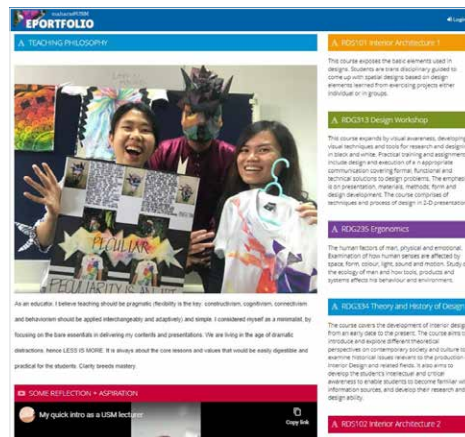 maharaUSM
EPORTFOLIO
Login
TEACHING PHILOSOPHY
PECULIAR
PECULIARITY IS
As an educator, I believe teaching should be pragmatic (flexibility is the key: constructivism, cognitivism, connectivism
and behaviorism should be applied interchangeably and adaptively) and simple. I considered myself as a minimalist, by
focusing on the bare essentials in delivering my contents and presentations. We are living in the age of dramatic
distractions, hence LESS IS MORE. It is always about the core lessons and values that would be easily digestible and
practical for the students. Clarity breeds mastery.
SOME REFLECTION + ASPIRATION
My quick intro as a USM lecturer
Copy link
RDS101 Interior Architecture 1
This course exposes the basic elements used in
designs. Students are trans disciplinary guided to
come up with spatial designs based on design
elements learned from exercising projects either
individual or in groups.
RDG313 Design Workshop
This course expands by visual awareness, developing
visual techniques and tools for research and designs
in black and white. Practical training and assignments
include design and execution of a n appropriate
communication covering formal, functional and
technical solutions to design problems. The emphasis
is on presentation, materials, methods, form and
design development. The course comprises of
techniques and process of design in 2-D presentation
RDG235 Ergonomics
The human factors of man, physical and emotional.
Examination of how human senses are affected by
space, form, colour, light, sound and motion. Study of
the ecology of men and how tools, products and
systems affects his behaviour and environment.
RDG334 Theory and History of Design
The course covers the development of interior design
from an early date to the present. The course aims to
introduce and explore different theoretical
perspectives on contemporary society and culture to
examine historical issues relevant to the production of
Interior Design and related fields. It also aims to
develop the student's intellectual and critical
awareness to enable students to become familiar with
information sources, and develop their research and
design ability.
RDS102 Interior Architecture 2